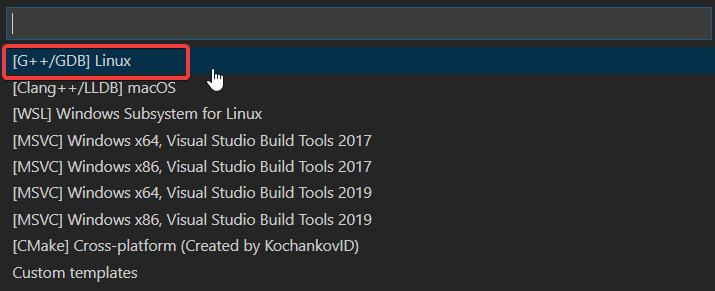 [G++/GDB] Linux
[Clang++/LLDB] macOS
[WSL] Windows Subsystem for Linux
[MSVC] Windows x64, Visual Studio Build Tools 2017
[MSVC] Windows x86, Visual Studio Build Tools 2017
[MSVC] Windows x64, Visual Studio Build Tools 2019
[MSVC] Windows x86, Visual Studio Build Tools 2019
[CMake] Cross-platform (Created by KochankovID)
Custom templates